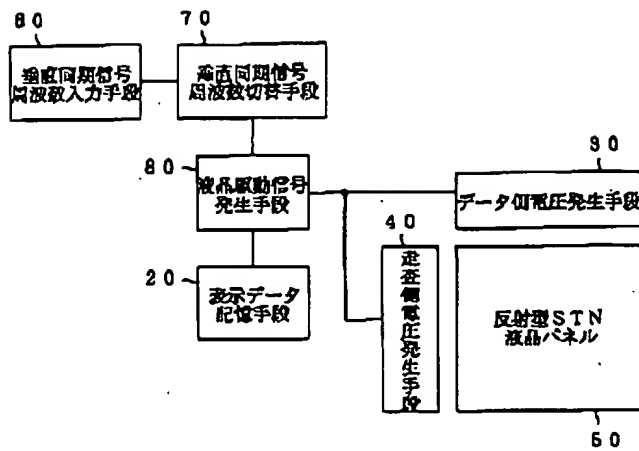 60
70
垂直同期信号
周波数入力手段
垂直同期信号
周波数切替手段
80
液晶駆動信号
発生手段
30
データ側電圧発生手段
40
走査側電圧発生手段
20
表示データ
記憶手段
反射型STN
液晶パネル
50